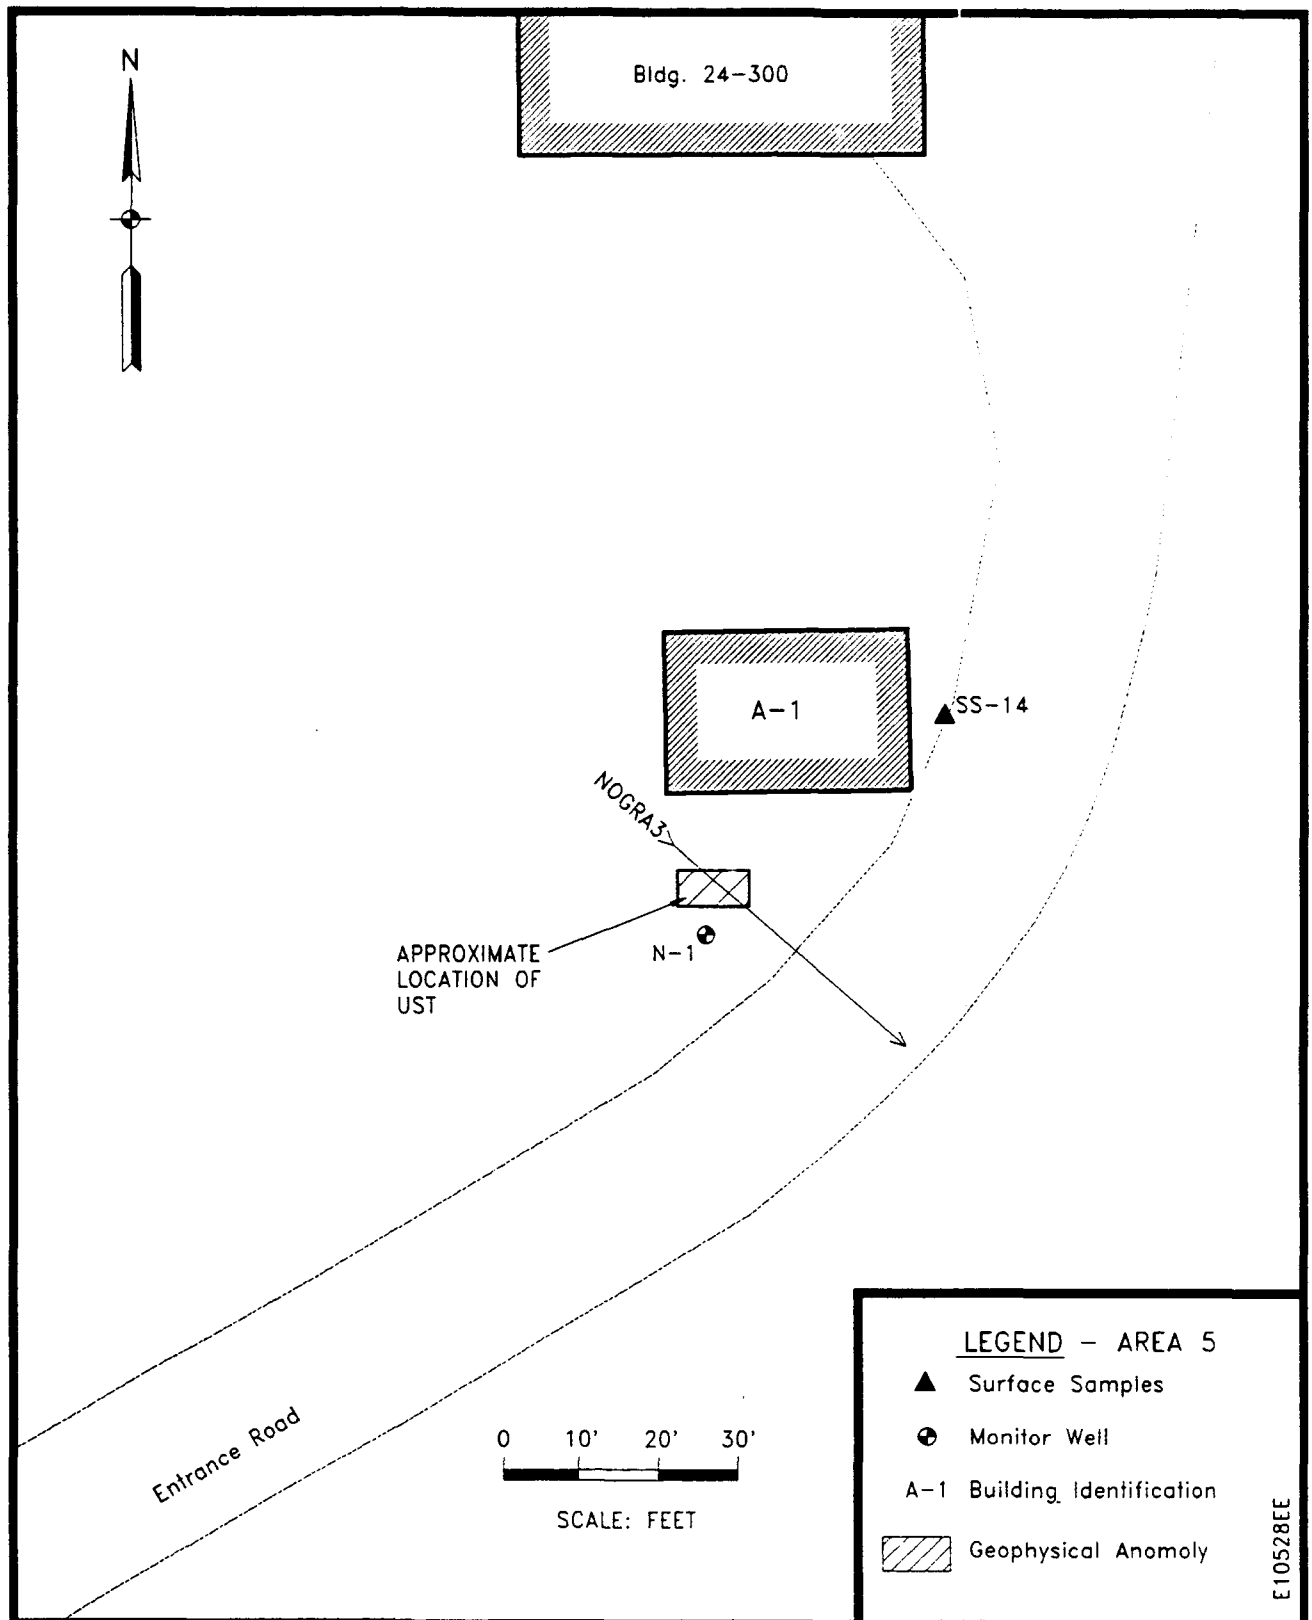 N
Bldg. 24-300
A-1
SS-14
NOGRA3
APPROXIMATE
LOCATION OF
UST
N-1
Entrance Road
0 10' 20' 30'
SCALE: FEET
LEGEND - AREA 5
Surface Samples
Monitor Well
A-1 Building Identification
Geophysical Anomoly
E10528EE